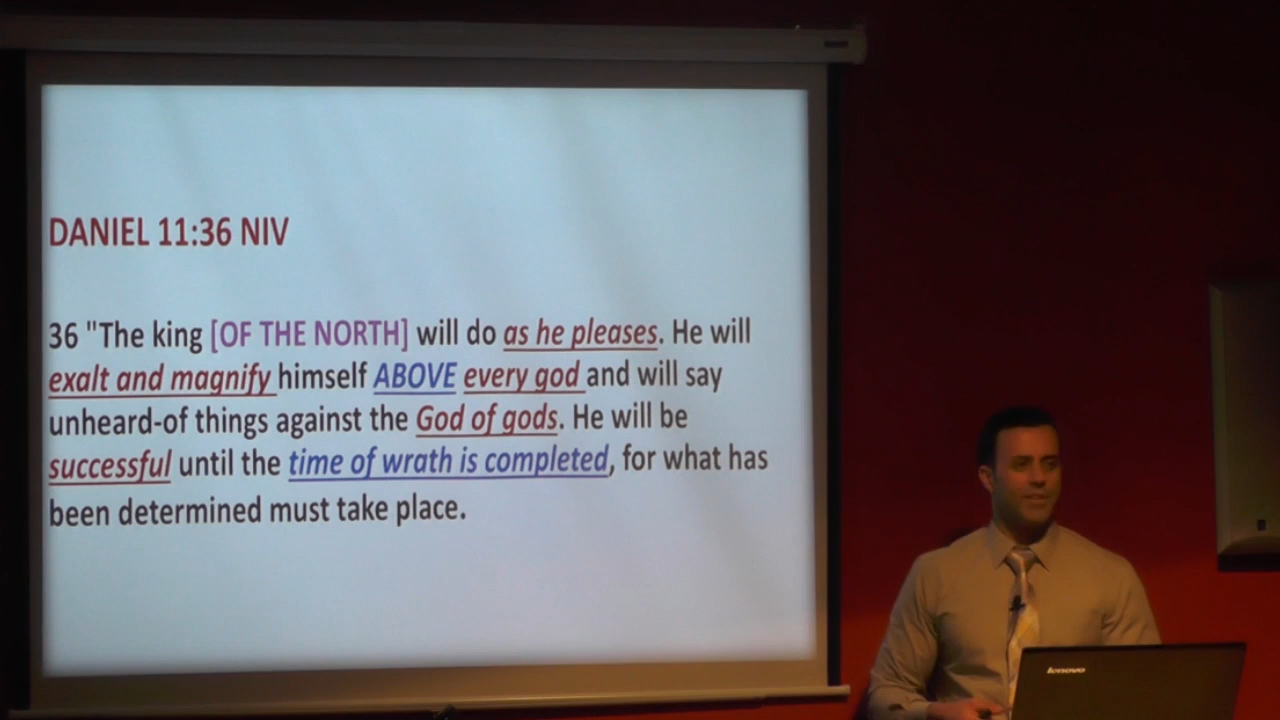 DANIEL 11:36 NIV
36 "The king [OF THE NORTH] will do as he pleases. He will
exalt and magnify himself ABOVE every god and will say
unheard-of things against the God of gods. He will be
successful until the time of wrath is completed, for what has
been determined must take place.
lenovo